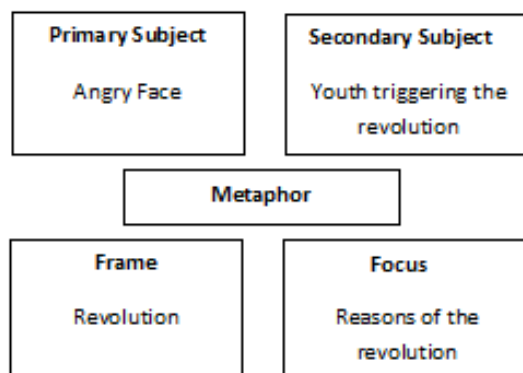 Primary Subject
Angry Face
Secondary Subject
Youth triggering the
revolution
Metaphor
Frame
Revolution
Focus
Reasons of the
revolution